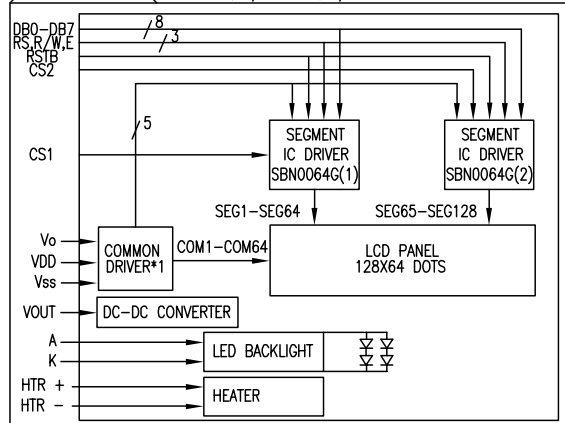 DB0-DB7
8
RS,R/W,E
3
RSTB
CS2
5
CS1
SEGMENT
IC DRIVER
SBN0064G(1)
SEGMENT
IC DRIVER
SBN0064G(2)
SEG1-SEG64
SEG65-SEG128
Vo
VDD
Vss
COMMON
DRIVER*1
COM1-COM64
LCD PANEL
128X64 DOTS
VOUT
DC-DC CONVERTER
A
K
LED BACKLIGHT
HTR +
HTR -
HEATER